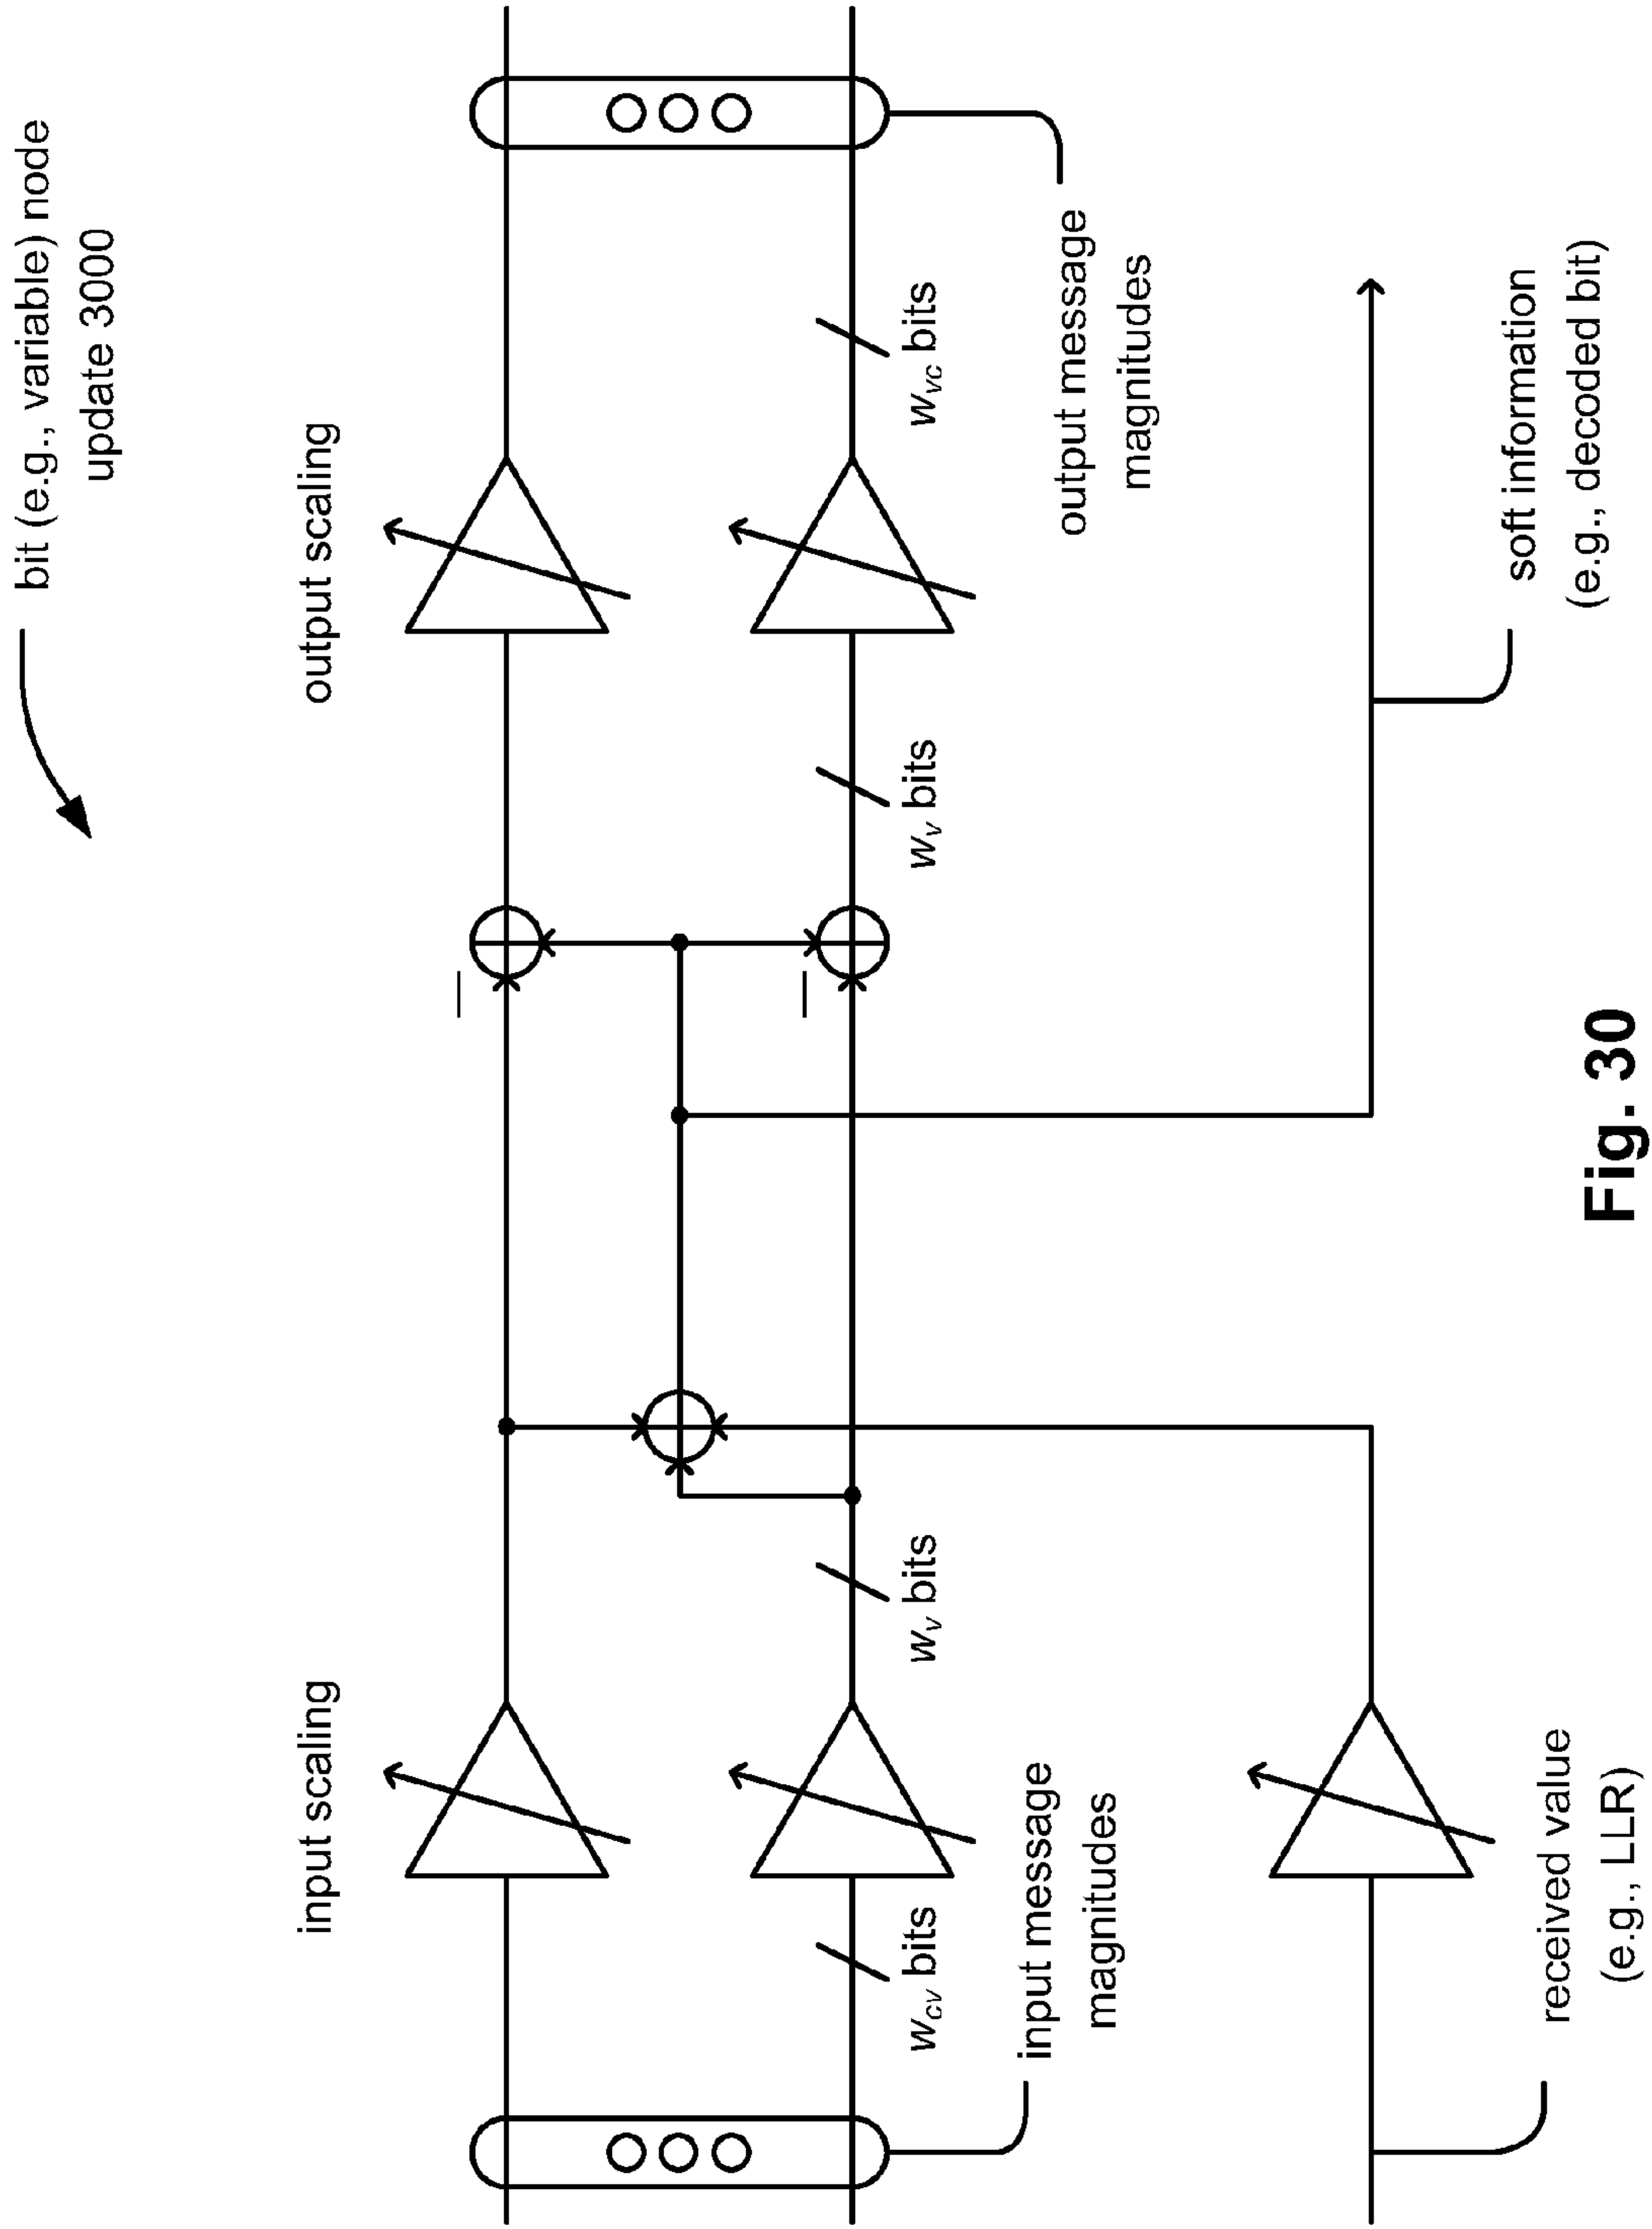 bit (e.g., variable) node
update 3000
input scaling
output scaling
w_cv bits
w_v bits
w_v bits
w_vc bits
input message
magnitudes
output message
magnitudes
received value
(e.g., LLR)
soft information
(e.g., decoded bit)
Fig. 30